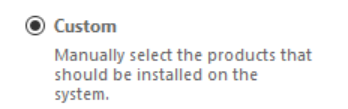 Custom
Manually select the products that
should be installed on the
system.